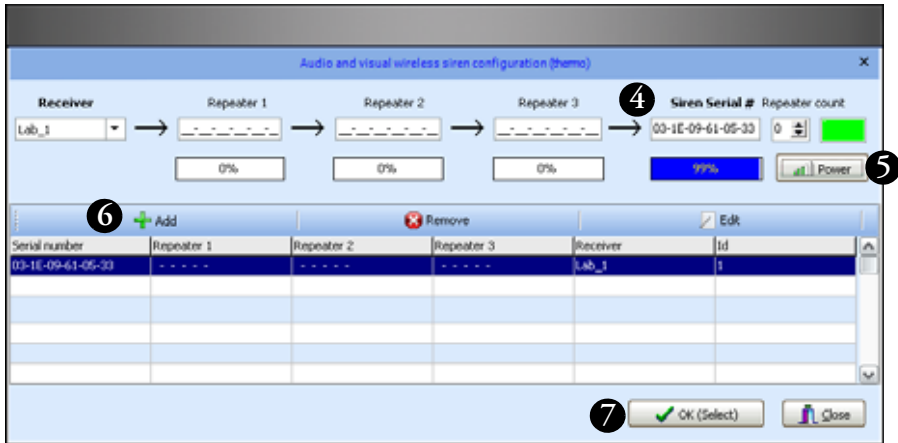 Audio and visual wireless siren configuration (themo)
Receiver Repeater 1 Repeater 2 Repeater 3 4 Siren Serial # Repeater count
Lab_1 _-_-_-_-_-_ _-_-_-_-_-_ _-_-_-_-_-_ 03-1E-09-61-05-33 0
0% 0% 0% 99% Power 5
6 Add Remove Edit
Serial number Repeater 1 Repeater 2 Repeater 3 Receiver Id
03-1E-09-61-05-33 - - - - - - - - - - - - - - - Lab_1 1
7 OK (Select) Close